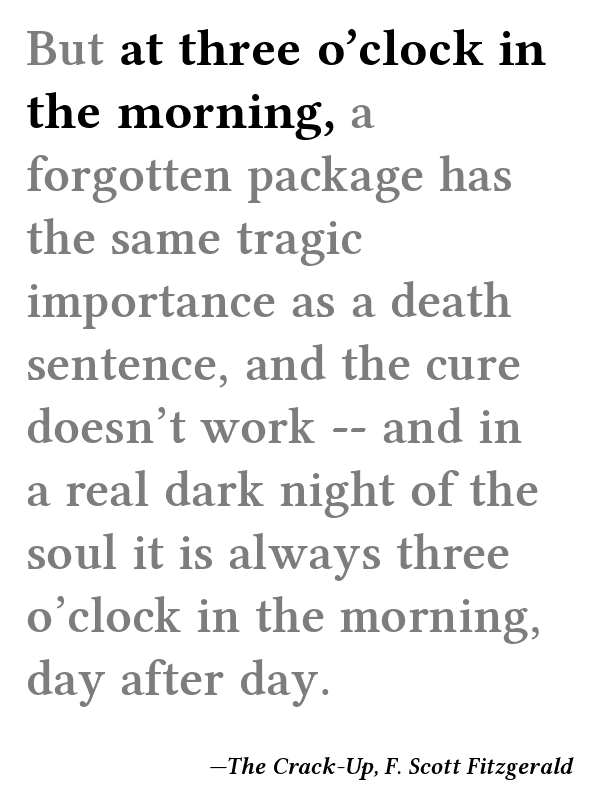 But at three o’clock in
the morning, a
forgotten package has
the same tragic
importance as a death
sentence, and the cure
doesn’t work -- and in
a real dark night of the
soul it is always three
o’clock in the morning,
day after day.
—The Crack-Up, F. Scott Fitzgerald